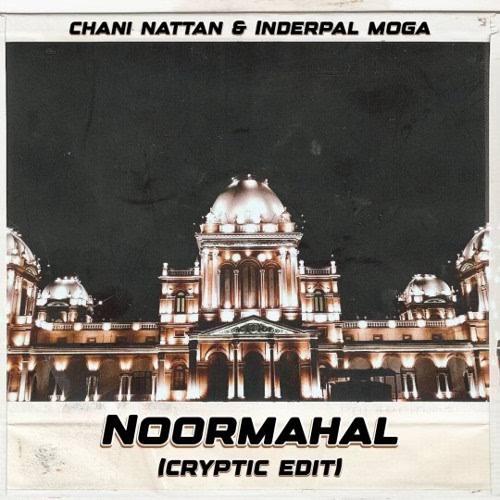 CHANI NATTAN & INDERPAL MOGA
NOORMAHAL
(CRYPTIC EDIT)